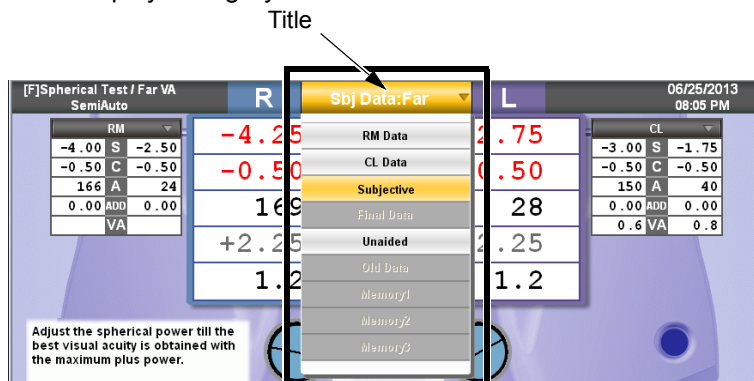 Title
[F]Spherical Test / Far VA
SemiAuto
R
Sbj Data:Far
L
06/25/2013
08:05 PM
RM
-4.00 S -2.50
-0.50 C -0.50
166 A 24
0.00 ADD 0.00
VA
-4.25
-0.50
169
+2.25
1.2
RM Data
CL Data
Subjective
Final Data
Unaided
Old Data
Memory1
Memory2
Memory3
.75
.50
28
.25
1.2
CL
-3.00 S -1.75
-0.50 C -0.50
150 A 40
0.00 ADD 0.00
0.6 VA 0.8
Adjust the spherical power till the
best visual acuity is obtained with
the maximum plus power.